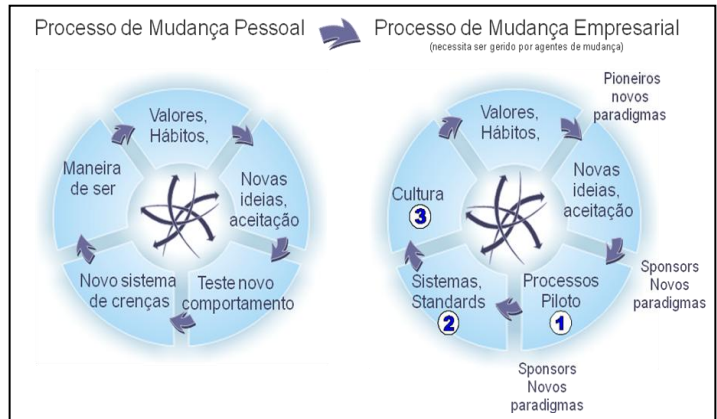 Processo de Mudança Pessoal
Valores,
Hábitos,
Novas
ideias,
aceitação
Teste novo
comportamento
Novo sistema
de crenças
Maneira
de ser
Processo de Mudança Empresarial
(necessita ser gerido por agentes de mudança)
Pioneiros
novos
paradigmas
Valores,
Hábitos,
Novas
ideias,
aceitação
Sponsors
Novos
paradigmas
Processos
Piloto
1
Sponsors
Novos
paradigmas
Sistemas,
Standards
2
Cultura
3